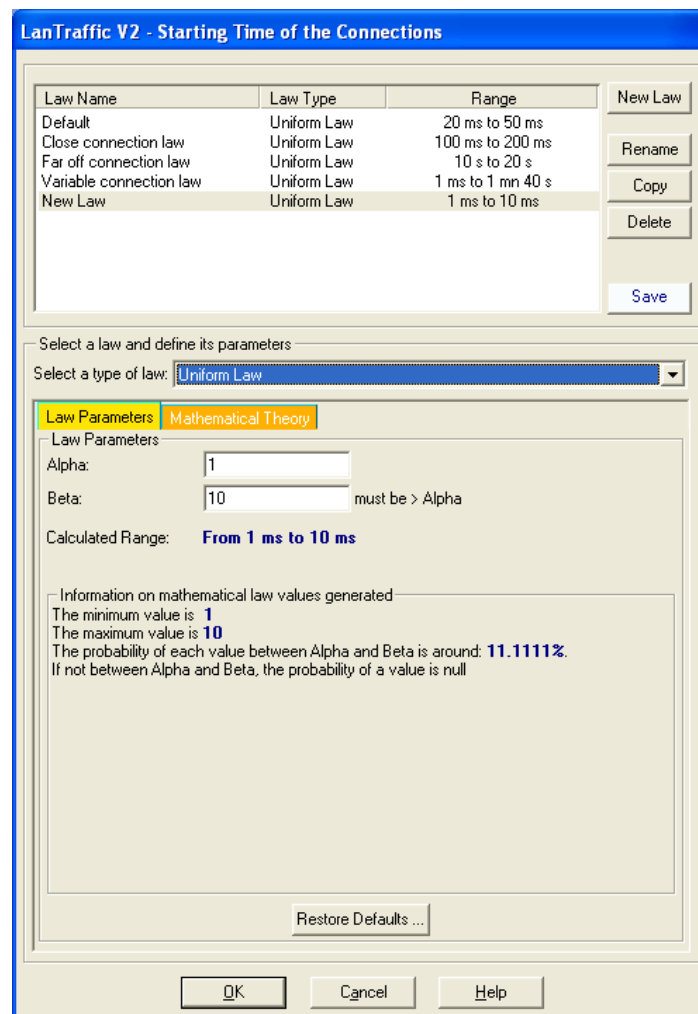 LanTraffic V2 - Starting Time of the Connections
Law Name Law Type Range
Default Uniform Law 20 ms to 50 ms
Close connection law Uniform Law 100 ms to 200 ms
Far off connection law Uniform Law 10 s to 20 s
Variable connection law Uniform Law 1 ms to 1 mn 40 s
New Law Uniform Law 1 ms to 10 ms
New Law
Rename
Copy
Delete
Save
Select a law and define its parameters
Select a type of law: Uniform Law
Law Parameters Mathematical Theory
Law Parameters
Alpha: 1
Beta: 10 must be > Alpha
Calculated Range: From 1 ms to 10 ms
Information on mathematical law values generated
The minimum value is 1
The maximum value is 10
The probability of each value between Alpha and Beta is around: 11.1111%.
If not between Alpha and Beta, the probability of a value is null
Restore Defaults ...
OK Cancel Help